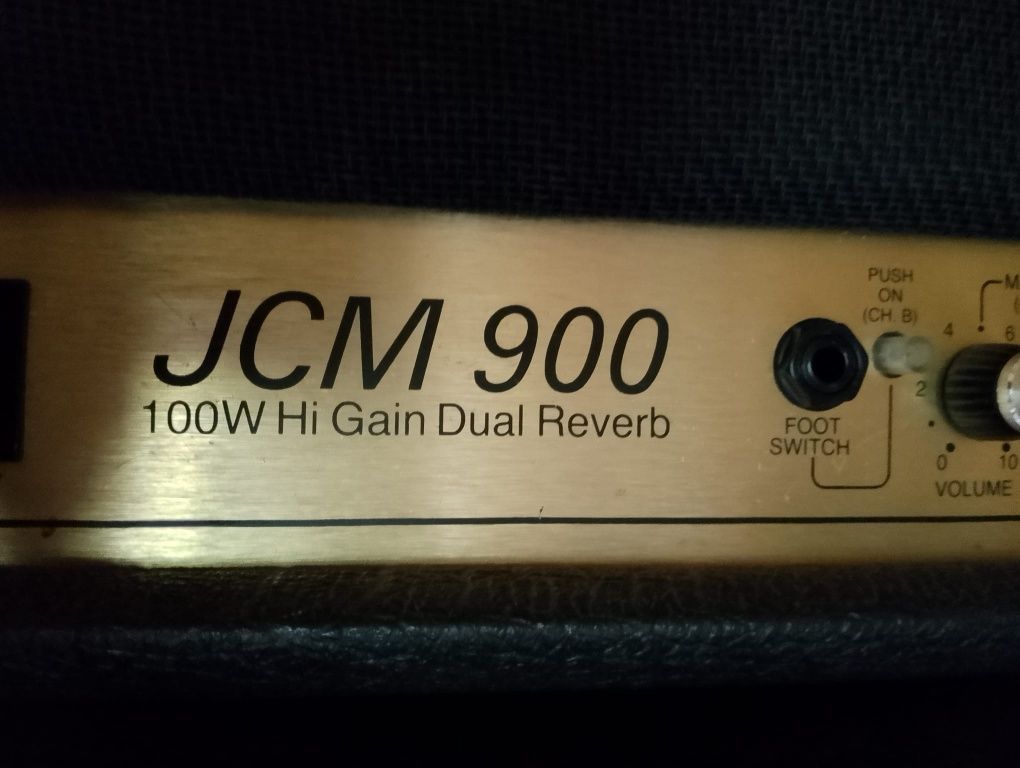 JCM 900
100W Hi Gain Dual Reverb
FOOT
SWITCH
PUSH
ON
(CH. B)
M
4
6
2
0
10
VOLUME